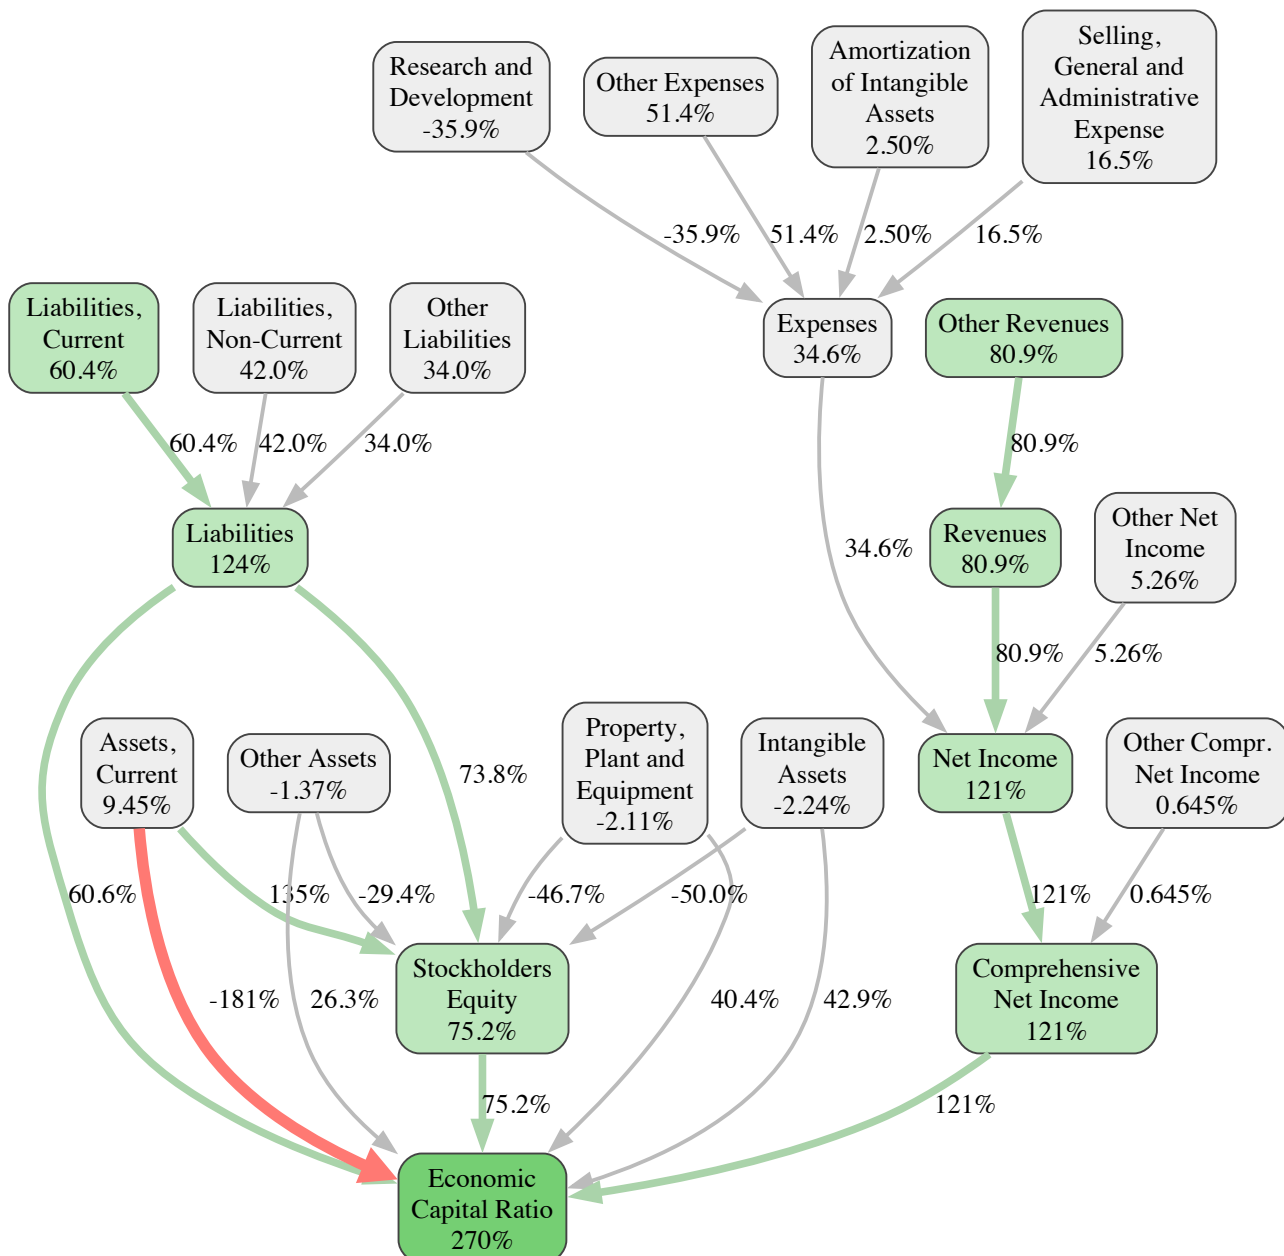 Research and
Development
-35.9%
Other Expenses
51.4%
Amortization
of Intangible
Assets
2.50%
Selling,
General and
Administrative
Expense
16.5%
-35.9%
51.4%
2.50%
16.5%
Liabilities,
Current
60.4%
Liabilities,
Non-Current
42.0%
Other
Liabilities
34.0%
Expenses
34.6%
Other Revenues
80.9%
60.4%
42.0%
34.0%
80.9%
Liabilities
124%
34.6%
Revenues
80.9%
Other Net
Income
5.26%
80.9%
5.26%
Assets,
Current
9.45%
Other Assets
-1.37%
73.8%
Property,
Plant and
Equipment
-2.11%
Intangible
Assets
-2.24%
Net Income
121%
Other Compr.
Net Income
0.645%
60.6%
135%
-29.4%
-46.7%
-50.0%
121%
0.645%
Stockholders
Equity
75.2%
-181%
26.3%
40.4%
42.9%
Comprehensive
Net Income
121%
75.2%
121%
Economic
Capital Ratio
270%